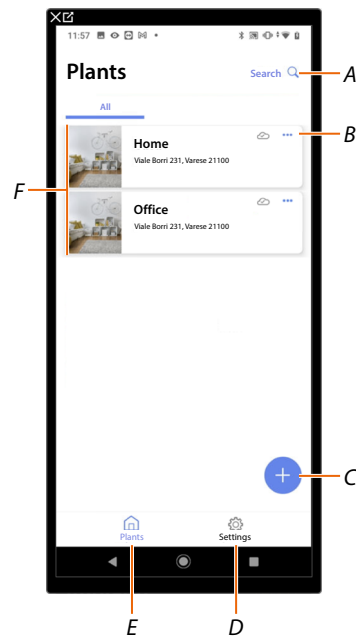 11:57
Plants
Search
A
All
B
Home
Viale Borri 231, Varese 21100
F
Office
Viale Borri 231, Varese 21100
C
Plants
Settings
E
D